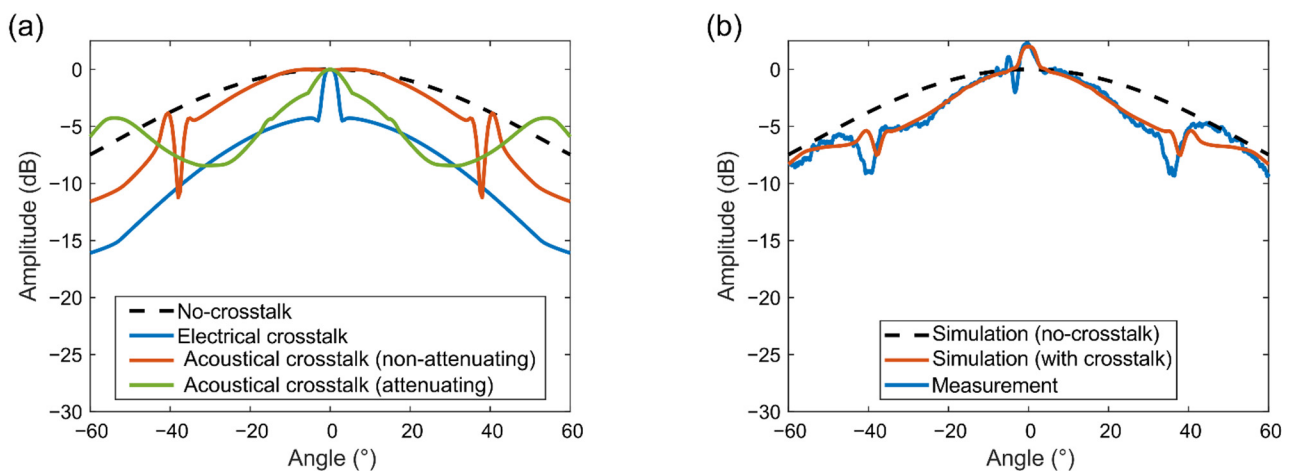 (a)
Amplitude (dB)
0
−5
−10
−15
−20
−25
−30
−60
−40
−20
0
20
40
60
Angle (°)
No-crosstalk
Electrical crosstalk
Acoustical crosstalk (non-attenuating)
Acoustical crosstalk (attenuating)
(b)
Amplitude (dB)
0
−5
−10
−15
−20
−25
−30
−60
−40
−20
0
20
40
60
Angle (°)
Simulation (no-crosstalk)
Simulation (with crosstalk)
Measurement